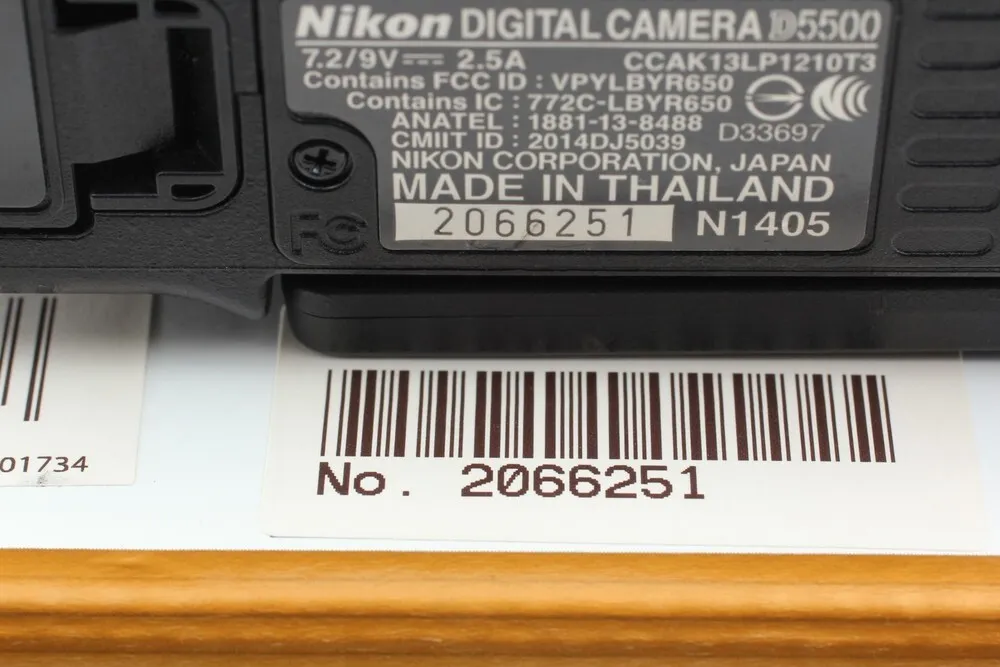 Nikon DIGITAL CAMERA D5500
7.2/9V⎓ 2.5A CCAK13LP1210T3
Contains FCC ID : VPYLBYR650
Contains IC : 772C-LBYR650
ANATEL : 1881-13-8488
D33697
CMIIT ID : 2014DJ5039
NIKON CORPORATION, JAPAN
MADE IN THAILAND
2066251 N1405
FC
01734
No. 2066251